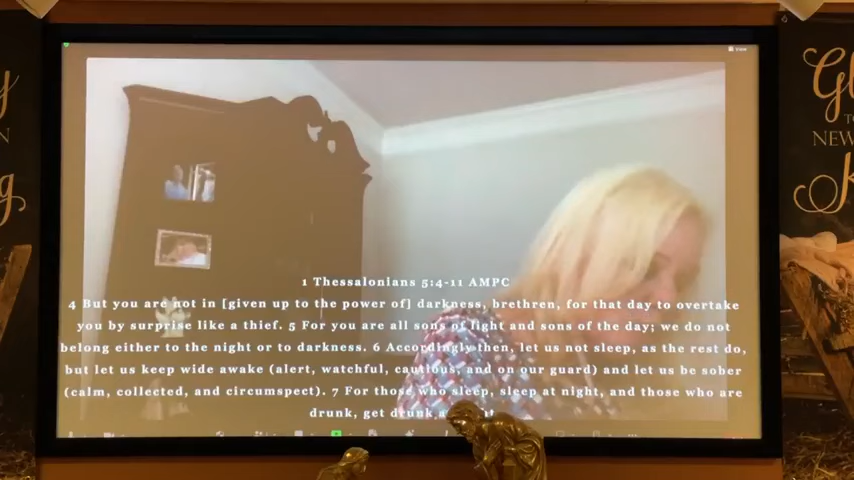 1 Thessalonians 5:4-11 AMPC
4 But you are not in [given up to the power of] darkness, brethren, for that day to overtake
you by surprise like a thief. 5 For you are all sons of light and sons of the day; we do not
belong either to the night or to darkness. 6 Accordingly then, let us not sleep, as the rest do,
but let us keep wide awake (alert, watchful, cautious, and on our guard) and let us be sober
(calm, collected, and circumspect). 7 For those who sleep, sleep at night, and those who are
drunk, get drunk
NEW